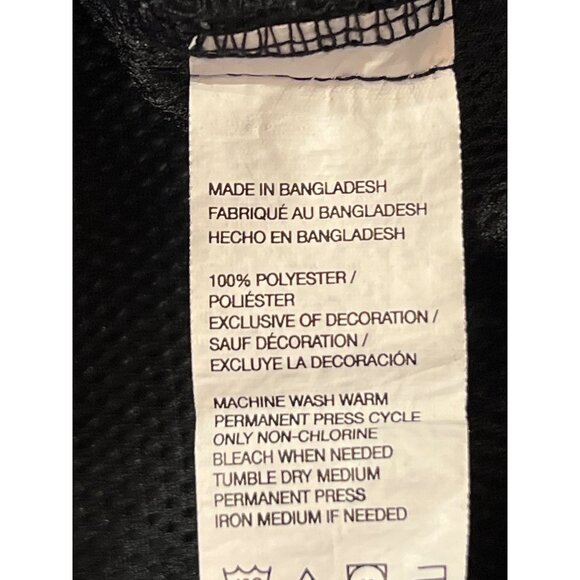 MADE IN BANGLADESH
FABRIQUÉ AU BANGLADESH
HECHO EN BANGLADESH
100% POLYESTER /
POLIÉSTER
EXCLUSIVE OF DECORATION /
SAUF DÉCORATION /
EXCLUYE LA DECORACIÓN
MACHINE WASH WARM
PERMANENT PRESS CYCLE
ONLY NON-CHLORINE
BLEACH WHEN NEEDED
TUMBLE DRY MEDIUM
PERMANENT PRESS
IRON MEDIUM IF NEEDED